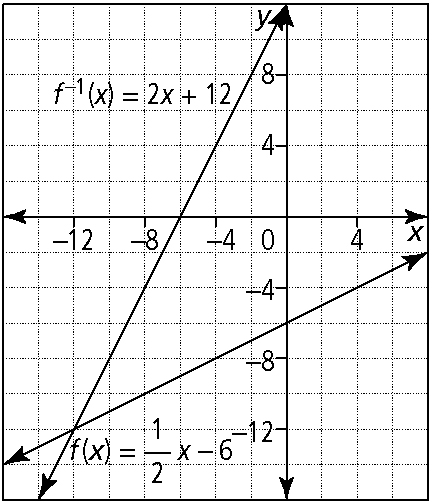 y
8
f⁻¹(x) = 2x + 12
4
−12 −8 −4 0 4 x
−4
−8
−12
f(x) = 1/2 x − 6